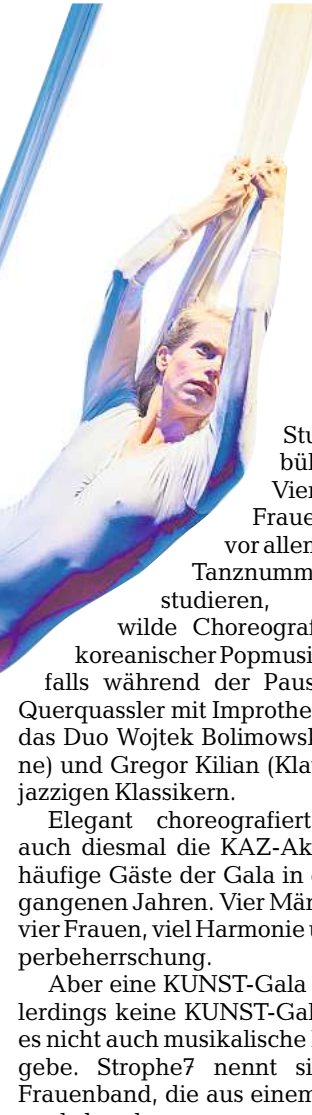 Stu
büh
Vier
Fraue
vor allen
Tanznumm
studieren,
wilde Choreograf
koreanischer Popmusi
falls während der Paus
Querquassler mit Improthe
das Duo Wojtek Bolimowsl
ne) und Gregor Kilian (Kla
jazzigen Klassikern.
Elegant choreografiert
auch diesmal die KAZ-Ak
häufige Gäste der Gala in
gangenen Jahren. Vier Mär
vier Frauen, viel Harmonie
perbeherrschung.
Aber eine KUNST-Gala
lerdings keine KUNST-Gal
es nicht auch musikalische
gebe. Strophe7 nennt si
Frauenband, die aus einem